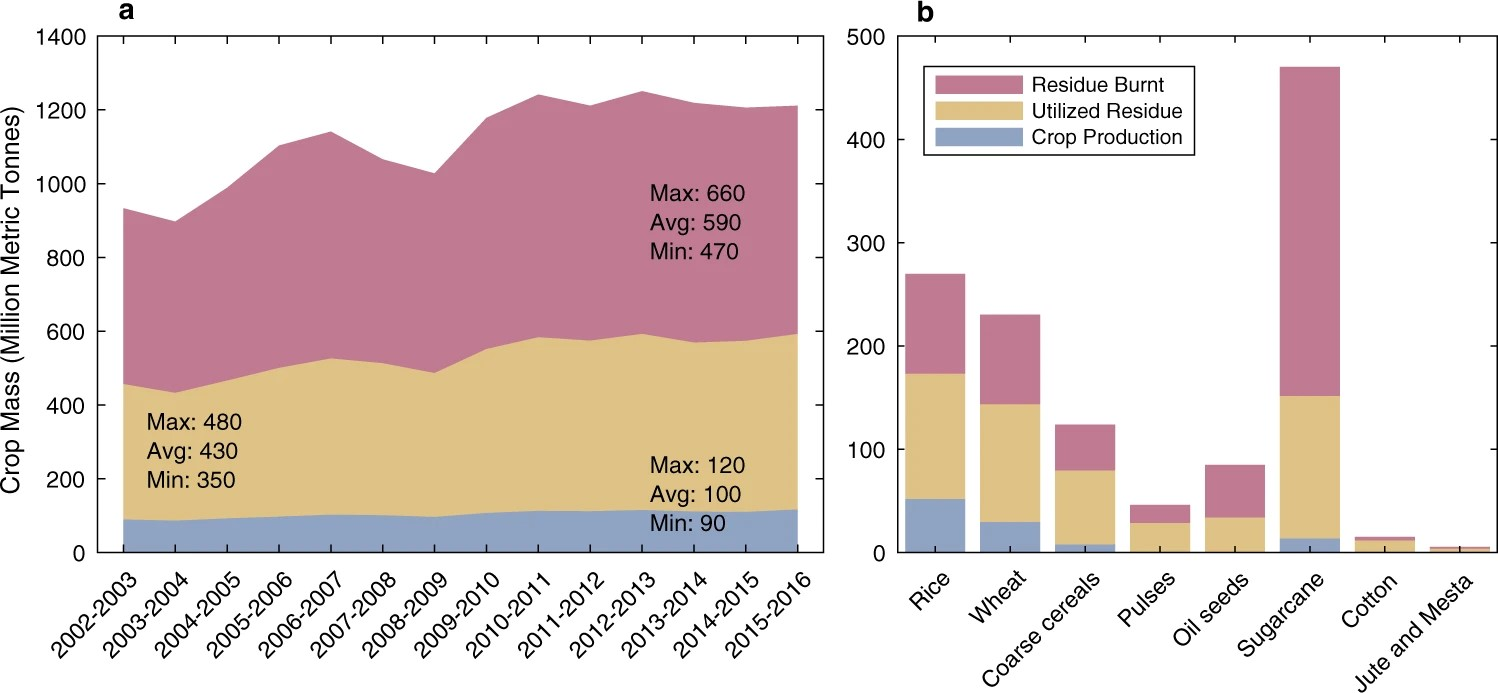 a
Crop Mass (Million Metric Tonnes)
1400
1200
1000
800
600
400
200
0
Max: 660
Avg: 590
Min: 470
Max: 480
Avg: 430
Min: 350
Max: 120
Avg: 100
Min: 90
2002-2003
2003-2004
2004-2005
2005-2006
2006-2007
2007-2008
2008-2009
2009-2010
2010-2011
2011-2012
2012-2013
2013-2014
2014-2015
2015-2016
b
500
400
300
200
100
0
Residue Burnt
Utilized Residue
Crop Production
Rice
Wheat
Coarse cereals
Pulses
Oil seeds
Sugarcane
Cotton
Jute and Mesta